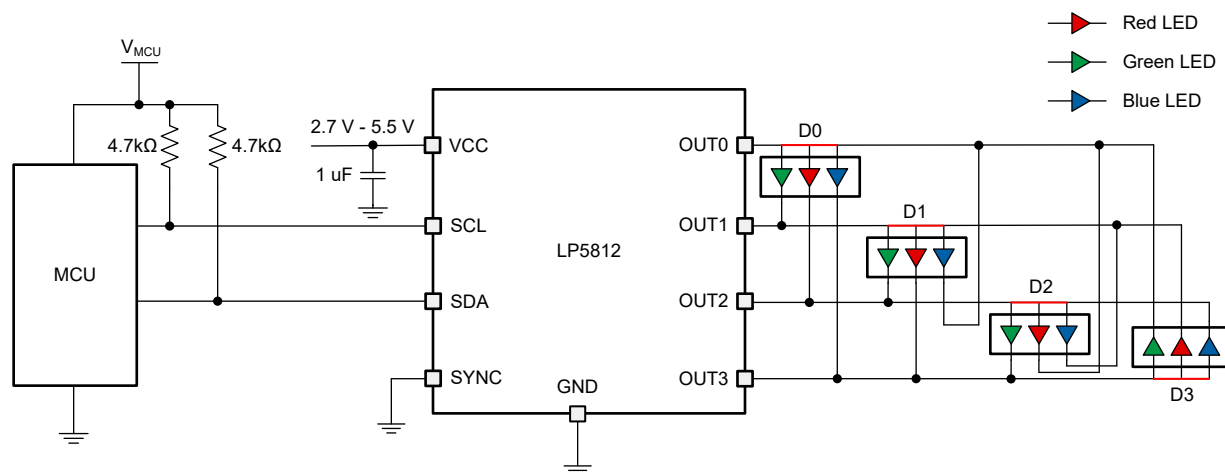 Red LED
Green LED
Blue LED
VMCU
4.7kΩ
4.7kΩ
2.7 V - 5.5 V
1 uF
MCU
VCC
SCL
SDA
SYNC
LP5812
GND
OUT0
OUT1
OUT2
OUT3
D0
D1
D2
D3